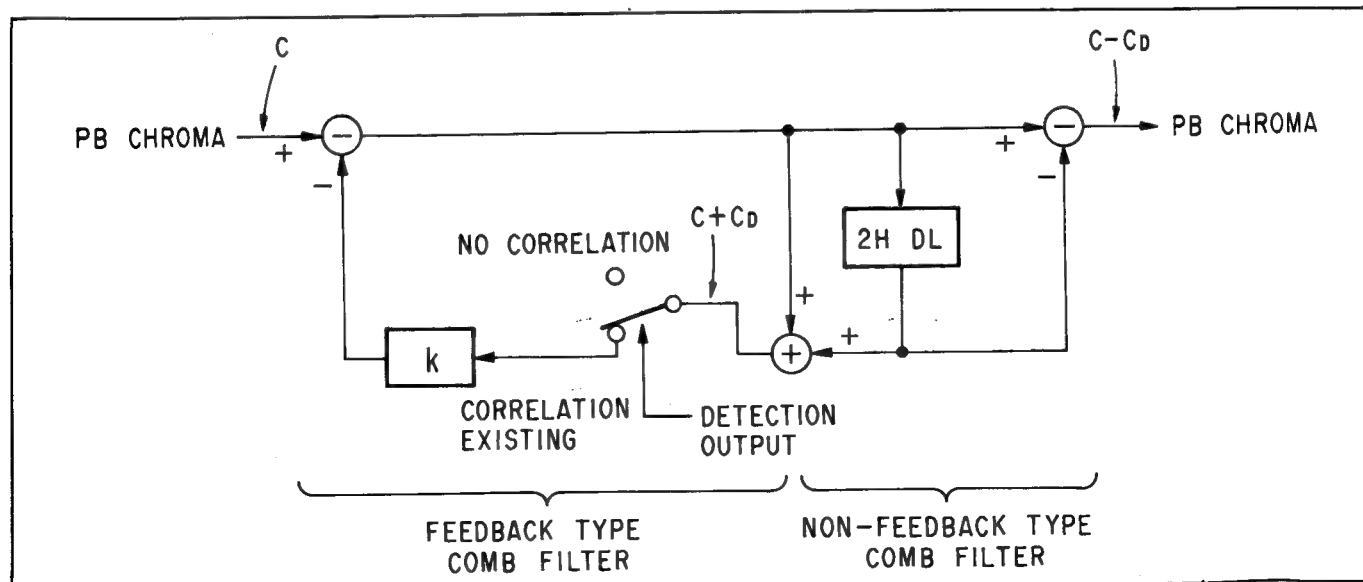 C
C-CD
PB CHROMA
+
-
-
+
-
PB CHROMA
-
C+CD
NO CORRELATION
2H DL
+
k
+
+
CORRELATION
EXISTING
DETECTION
OUTPUT
FEEDBACK TYPE
COMB FILTER
NON-FEEDBACK TYPE
COMB FILTER